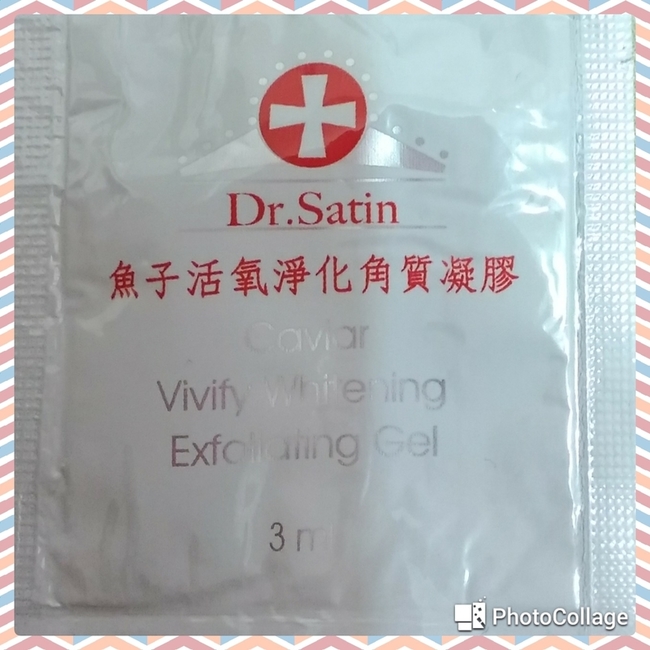 Dr.Satin
魚子活氧淨化角質凝膠
Caviar
Vivify Whitening
Exfoliating Gel
3 m
PhotoCollage